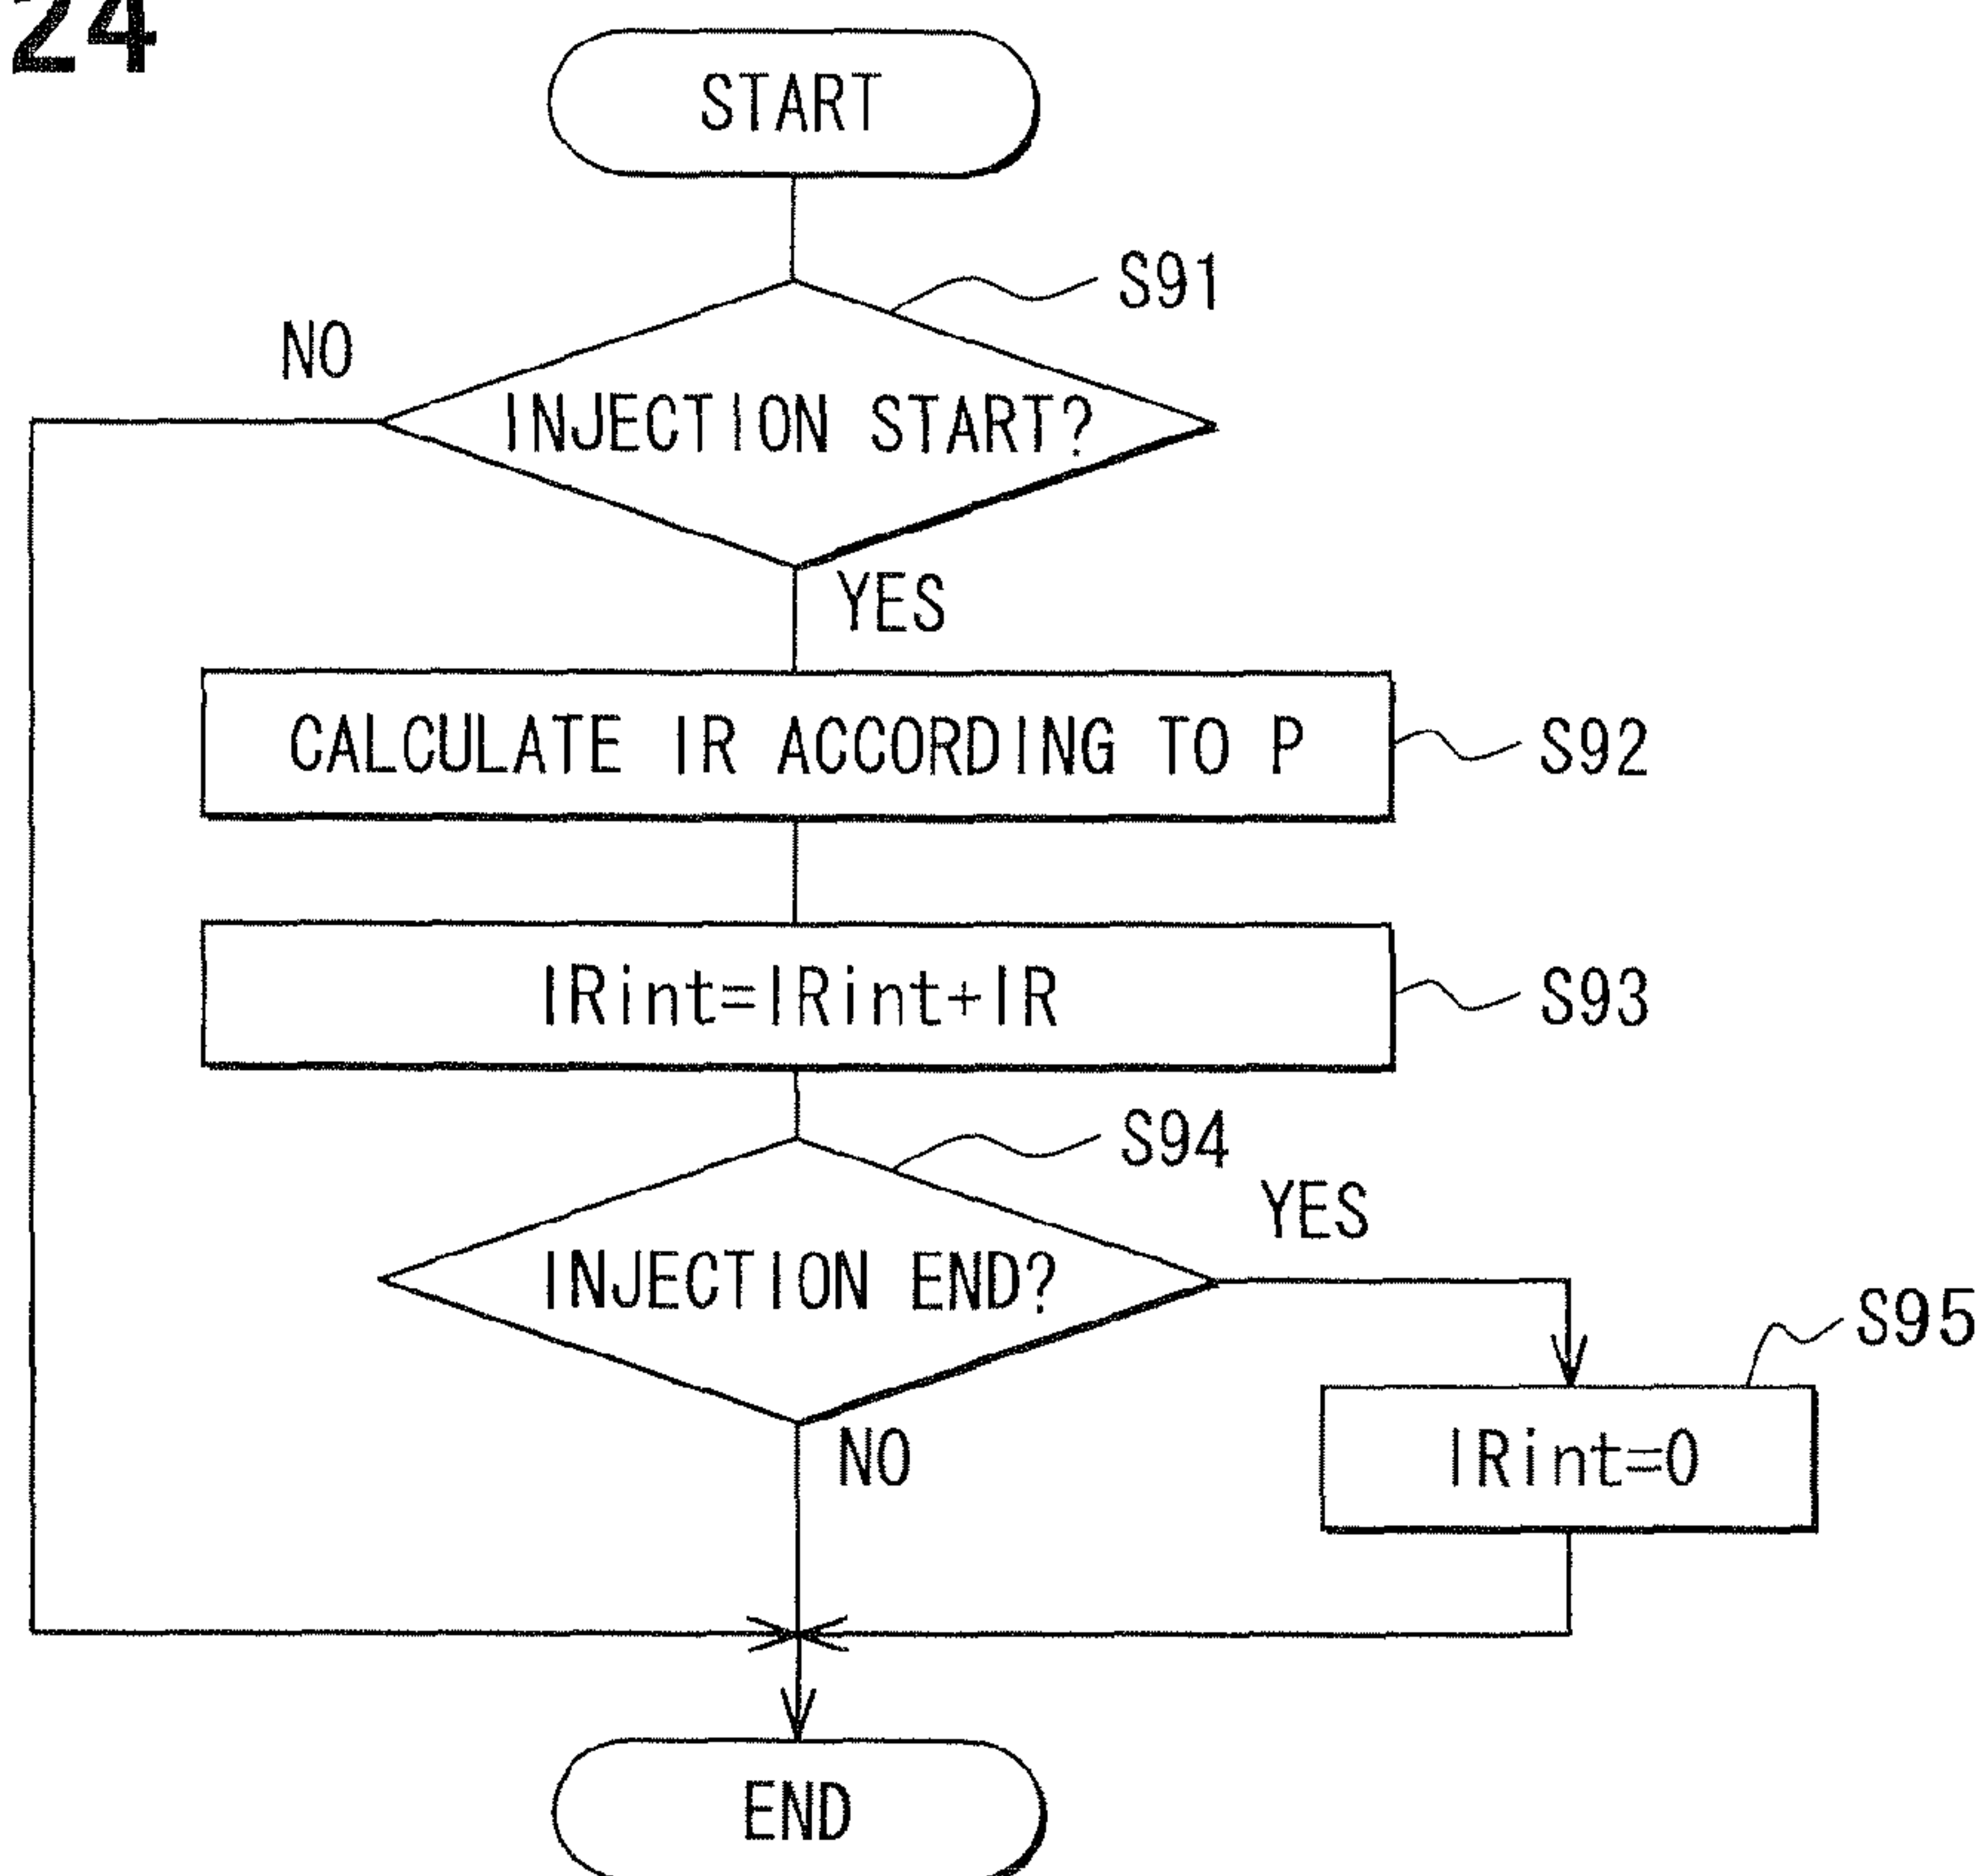 24
START
S91
NO
INJECTION START?
YES
CALCULATE IR ACCORDING TO P
S92
IRint=IRint+IR
S93
S94
YES
INJECTION END?
S95
NO
IRint=0
END